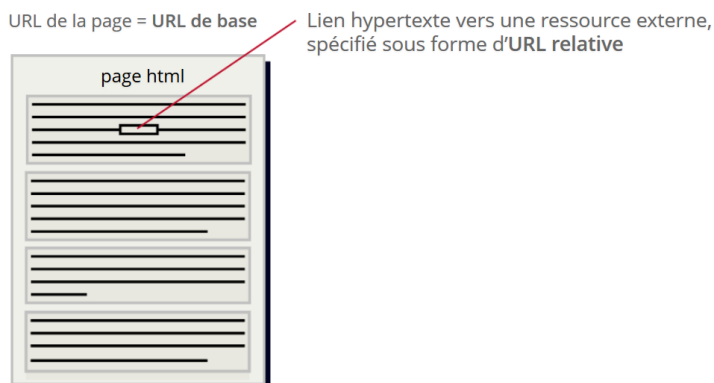 URL de la page = URL de base
Lien hypertexte vers une ressource externe,
spécifié sous forme d'URL relative
page html